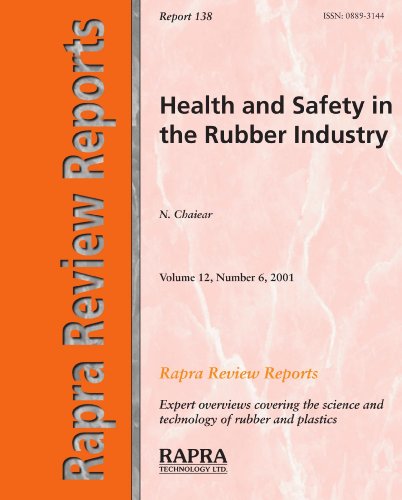 Rapra Review Reports
Report 138
ISSN: 0889-3144
Health and Safety in
the Rubber Industry
N. Chaiear
Volume 12, Number 6, 2001
Rapra Review Reports
Expert overviews covering the science and
technology of rubber and plastics
RAPRA
TECHNOLOGY LTD.